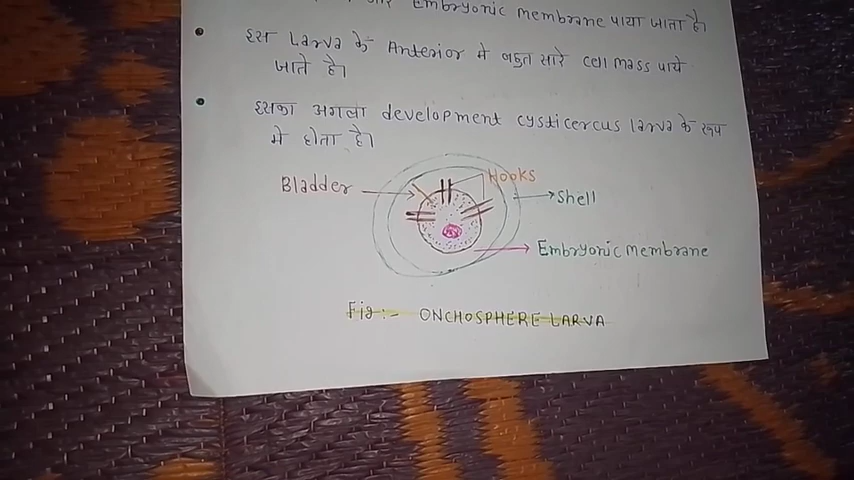 Embryonic membrane पाया जाता है।
इस Larva के Anterior मे बहुत सारे cell mass पाये
जाते है।
इसका अगला development cysticercus larva के रूप
मे होता है।
Bladder
Hooks
Shell
Embryonic membrane
Fig:- ONCHOSPHERE LARVA